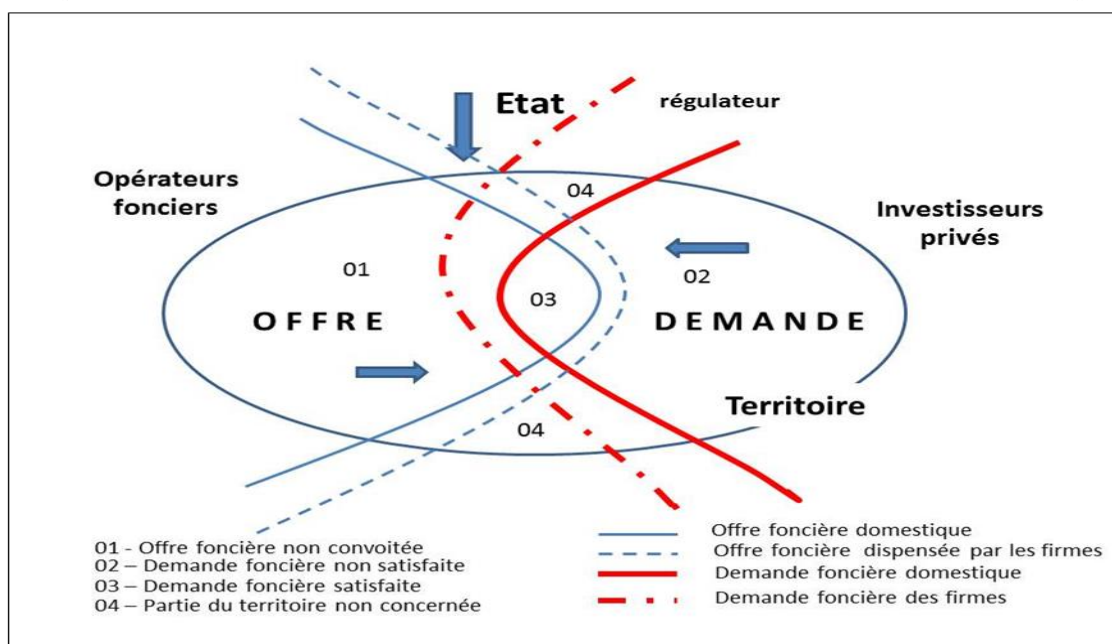 Etat
régulateur
Opérateurs
fonciers
04
Investisseurs
privés
01
02
03
OFFRE
DEMANDE
Territoire
04
01 - Offre foncière non convoitée
02 – Demande foncière non satisfaite
03 – Demande foncière satisfaite
04 – Partie du territoire non concernée
Offre foncière domestique
Offre foncière dispensée par les firmes
Demande foncière domestique
Demande foncière des firmes